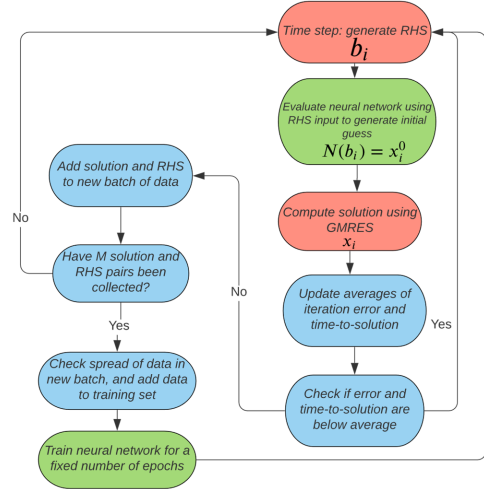 Time step: generate RHS
b_i
Evaluate neural network using
RHS input to generate initial
guess
N(b_i) = x_i^0
Compute solution using
GMRES
x_i
Update averages of
iteration error and
time-to-solution
Check if error and
time-to-solution are
below average
Yes
No
Add solution and RHS
to new batch of data
Have M solution and
RHS pairs been
collected?
No
Yes
Check spread of data in
new batch, and add data
to training set
Train neural network for a
fixed number of epochs